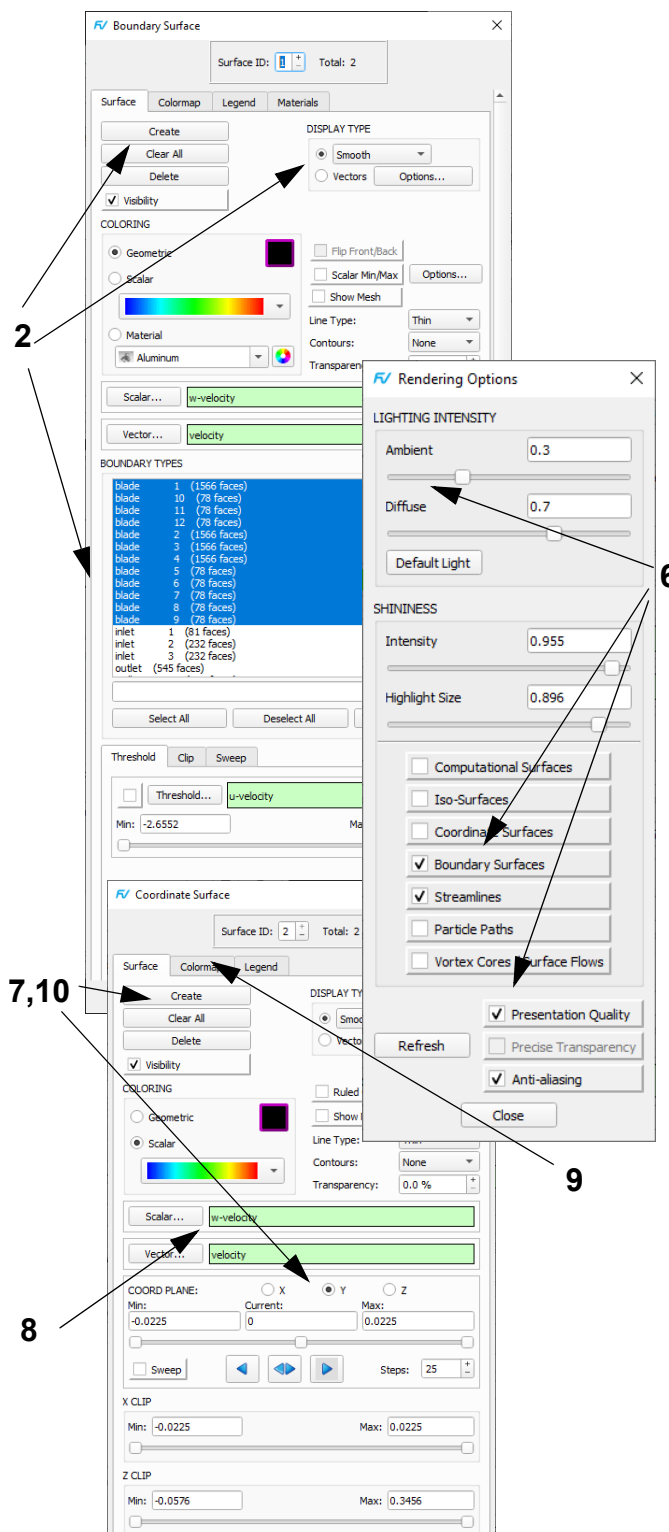 FV Boundary Surface
Surface ID: 1 Total: 2
Surface Colormap Legend Materials
Create
DISPLAY TYPE
Clear All
Smooth
Delete
Vectors Options...
Visibility
COLORING
Geometric
Flip Front/Back
Scalar
Scalar Min/Max Options...
Show Mesh
2
Material
Line Type: Thin
Aluminum
Contours: None
Transparency
Scalar... w-velocity
Vector... velocity
BOUNDARY TYPES
blade 1 (1566 faces)
blade 10 (78 faces)
blade 11 (78 faces)
blade 12 (78 faces)
blade 2 (1566 faces)
blade 3 (1566 faces)
blade 4 (1566 faces)
blade 5 (78 faces)
blade 6 (78 faces)
blade 7 (78 faces)
blade 8 (78 faces)
blade 9 (78 faces)
inlet 1 (81 faces)
inlet 2 (232 faces)
inlet 3 (232 faces)
outlet (545 faces)
Select All Deselect All
Threshold Clip Sweep
Threshold... u-velocity
Min: -2.6552 Ma
FV Rendering Options
LIGHTING INTENSITY
Ambient 0.3
Diffuse 0.7
Default Light
6
SHININESS
Intensity 0.955
Highlight Size 0.896
Computational Surfaces
Iso-Surfaces
Coordinate Surfaces
Boundary Surfaces
Streamlines
Particle Paths
Vortex Cores / Surface Flows
Presentation Quality
Refresh
Precise Transparency
Anti-aliasing
Close
FV Coordinate Surface
Surface ID: 2 Total: 2
Surface Colormap Legend
7,10
Create
DISPLAY TY
Clear All
Smoo
Delete
Vecto
Visibility
COLORING
Geometric
Ruled
Scalar
Show
Line Type: Thin
Contours: None
Transparency: 0.0 %
9
Scalar... w-velocity
Vector... velocity
8
COORD PLANE: X Y Z
Min: Current: Max:
-0.0225 0 0.0225
Sweep Steps: 25
X CLIP
Min: -0.0225 Max: 0.0225
Z CLIP
Min: -0.0576 Max: 0.3456